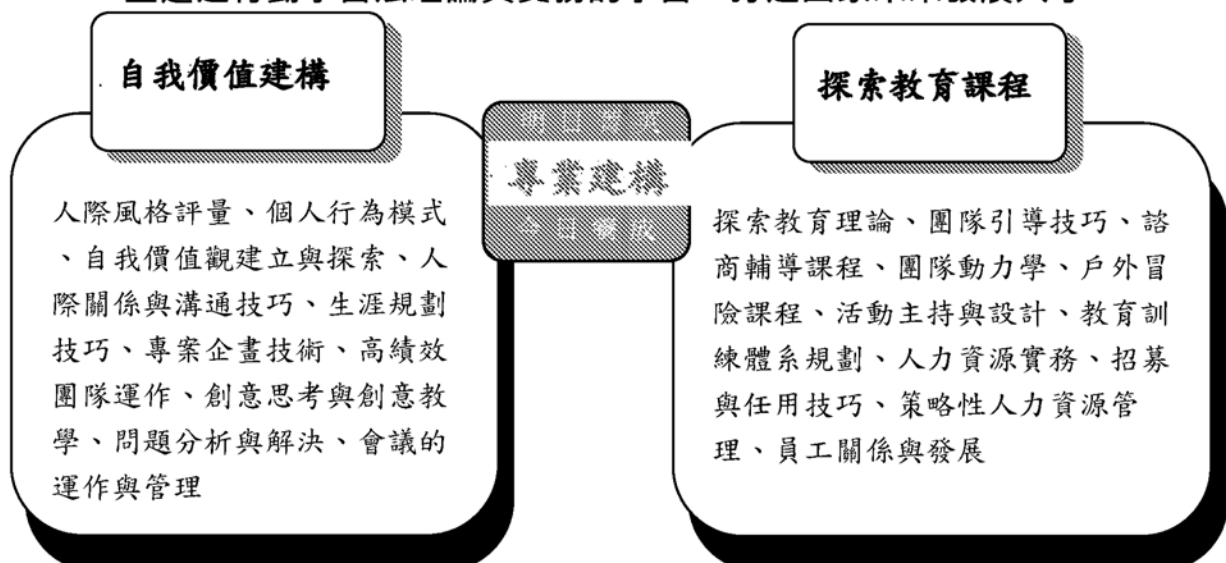 自我價值建構
人際風格評量、個人行為模式
、自我價值觀建立與探索、人
際關係與溝通技巧、生涯規劃
技巧、專案企畫技術、高績效
團隊運作、創意思考與創意教
學、問題分析與解決、會議的
運作與管理
專業建構
今日
探索教育課程
探索教育理論、團隊引導技巧、諮
商輔導課程、團隊動力學、戶外冒
險課程、活動主持與設計、教育訓
練體系規劃、人力資源實務、招募
與任用技巧、策略性人力資源管
理、員工關係與發展